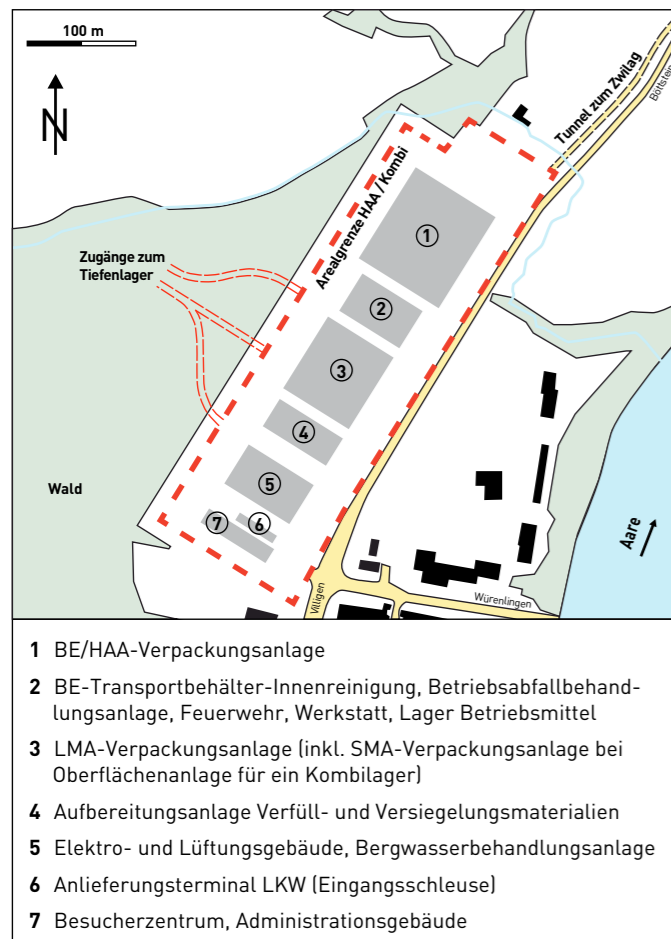 100 m
N
Tunnel zum Zwilag
Böttstein
Arealgrenze HAA / Kombi
Zugänge zum
Tiefenlager
1
2
3
4
5
6
7
Wald
Aare
Villigen
Würenlingen
1 BE/HAA-Verpackungsanlage
2 BE-Transportbehälter-Innenreinigung, Betriebsabfallbehand-
lungsanlage, Feuerwehr, Werkstatt, Lager Betriebsmittel
3 LMA-Verpackungsanlage (inkl. SMA-Verpackungsanlage bei
Oberflächenanlage für ein Kombilager)
4 Aufbereitungsanlage Verfüll- und Versiegelungsmaterialien
5 Elektro- und Lüftungsgebäude, Bergwasserbehandlungsanlage
6 Anlieferungsterminal LKW (Eingangsschleuse)
7 Besucherzentrum, Administrationsgebäude